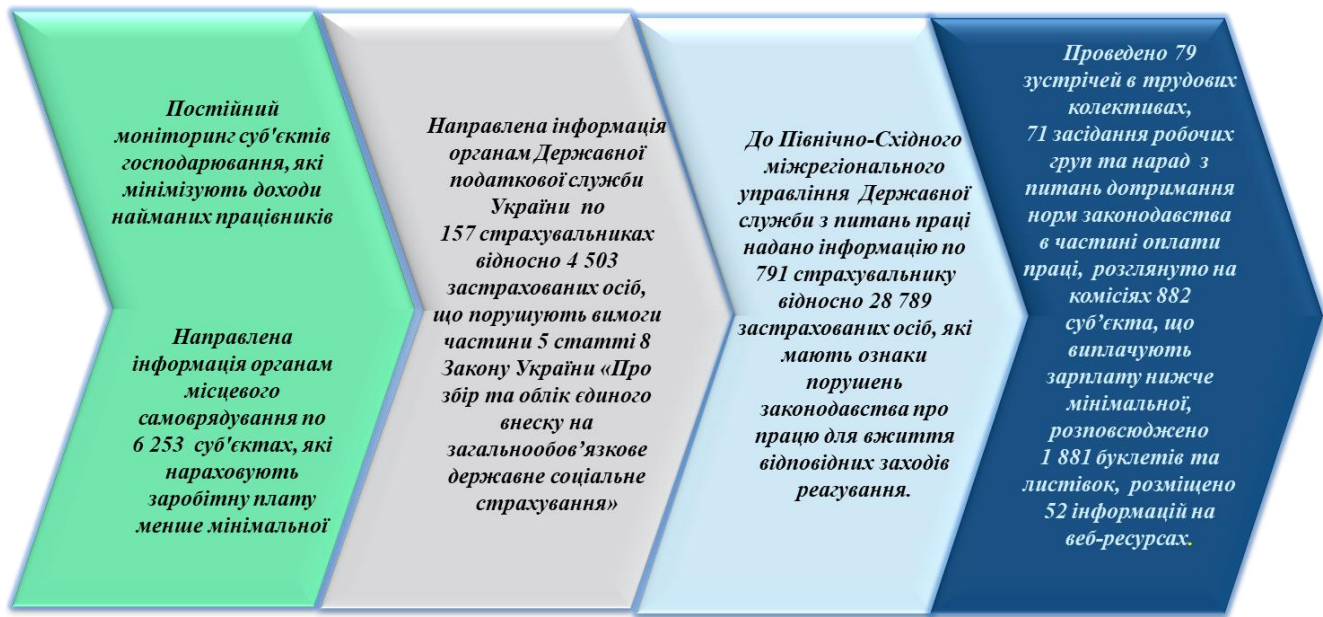 Постійний
моніторинг суб'єктів
господарювання, які
мінімізують доходи
найманих працівників
Направлена
інформація органам
місцевого
самоврядування по
6 253 суб'єктах, які
нараховують
заробітну плату
менше мінімальної
Направлена інформація
органам Державної
податкової служби
України по
157 страхувальниках
відносно 4 503
застрахованих осіб,
що порушують вимоги
частини 5 статті 8
Закону України «Про
збір та облік єдиного
внеску на
загальнообов’язкове
державне соціальне
страхування»
До Північно-Східного
міжрегіонального
управління Державної
служби з питань праці
надано інформацію по
791 страхувальнику
відносно 28 789
застрахованих осіб, які
мають ознаки
порушень
законодавства про
працю для вжиття
відповідних заходів
реагування.
Проведено 79
зустрічей в трудових
колективах,
71 засідання робочих
груп та нарад з
питань дотримання
норм законодавства
в частині оплати
праці, розглянуто на
комісіях 882
суб’єкта, що
виплачують
зарплату нижче
мінімальної,
розповсюджено
1 881 буклетів та
листівок, розміщено
52 інформацій на
веб-ресурсах.